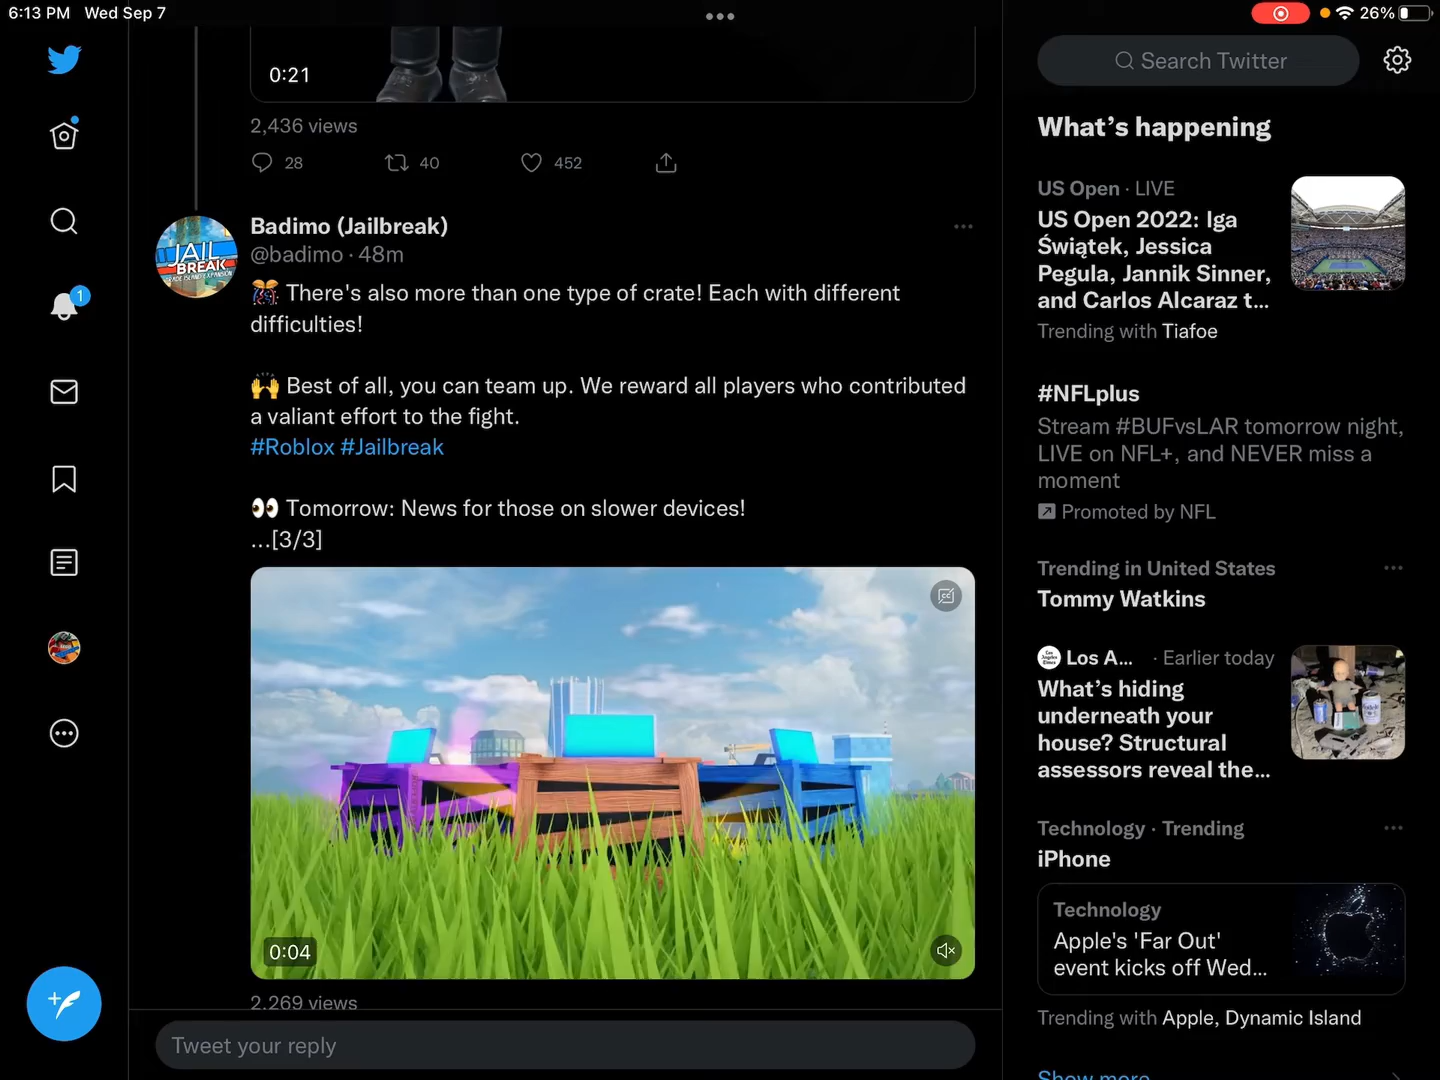 6:13 PM Wed Sep 7
26%
0:21
2,436 views
28
40
452
Badimo (Jailbreak)
@badimo · 48m
JAIL
BREAK
TRADE ISLAND EXPANSION
🎊 There's also more than one type of crate! Each with different
difficulties!
🙌 Best of all, you can team up. We reward all players who contributed
a valiant effort to the fight.
#Roblox #Jailbreak
👀 Tomorrow: News for those on slower devices!
...[3/3]
CC
0:04
2,269 views
Tweet your reply
1
Search Twitter
What's happening
US Open · LIVE
US Open 2022: Iga
Świątek, Jessica
Pegula, Jannik Sinner,
and Carlos Alcaraz t...
Trending with Tiafoe
#NFLplus
Stream #BUFvsLAR tomorrow night,
LIVE on NFL+, and NEVER miss a
moment
Promoted by NFL
Trending in United States
Tommy Watkins
Los A... · Earlier today
What's hiding
underneath your
house? Structural
assessors reveal the...
Technology · Trending
iPhone
Technology
Apple's 'Far Out'
event kicks off Wed...
Trending with Apple, Dynamic Island
Show more